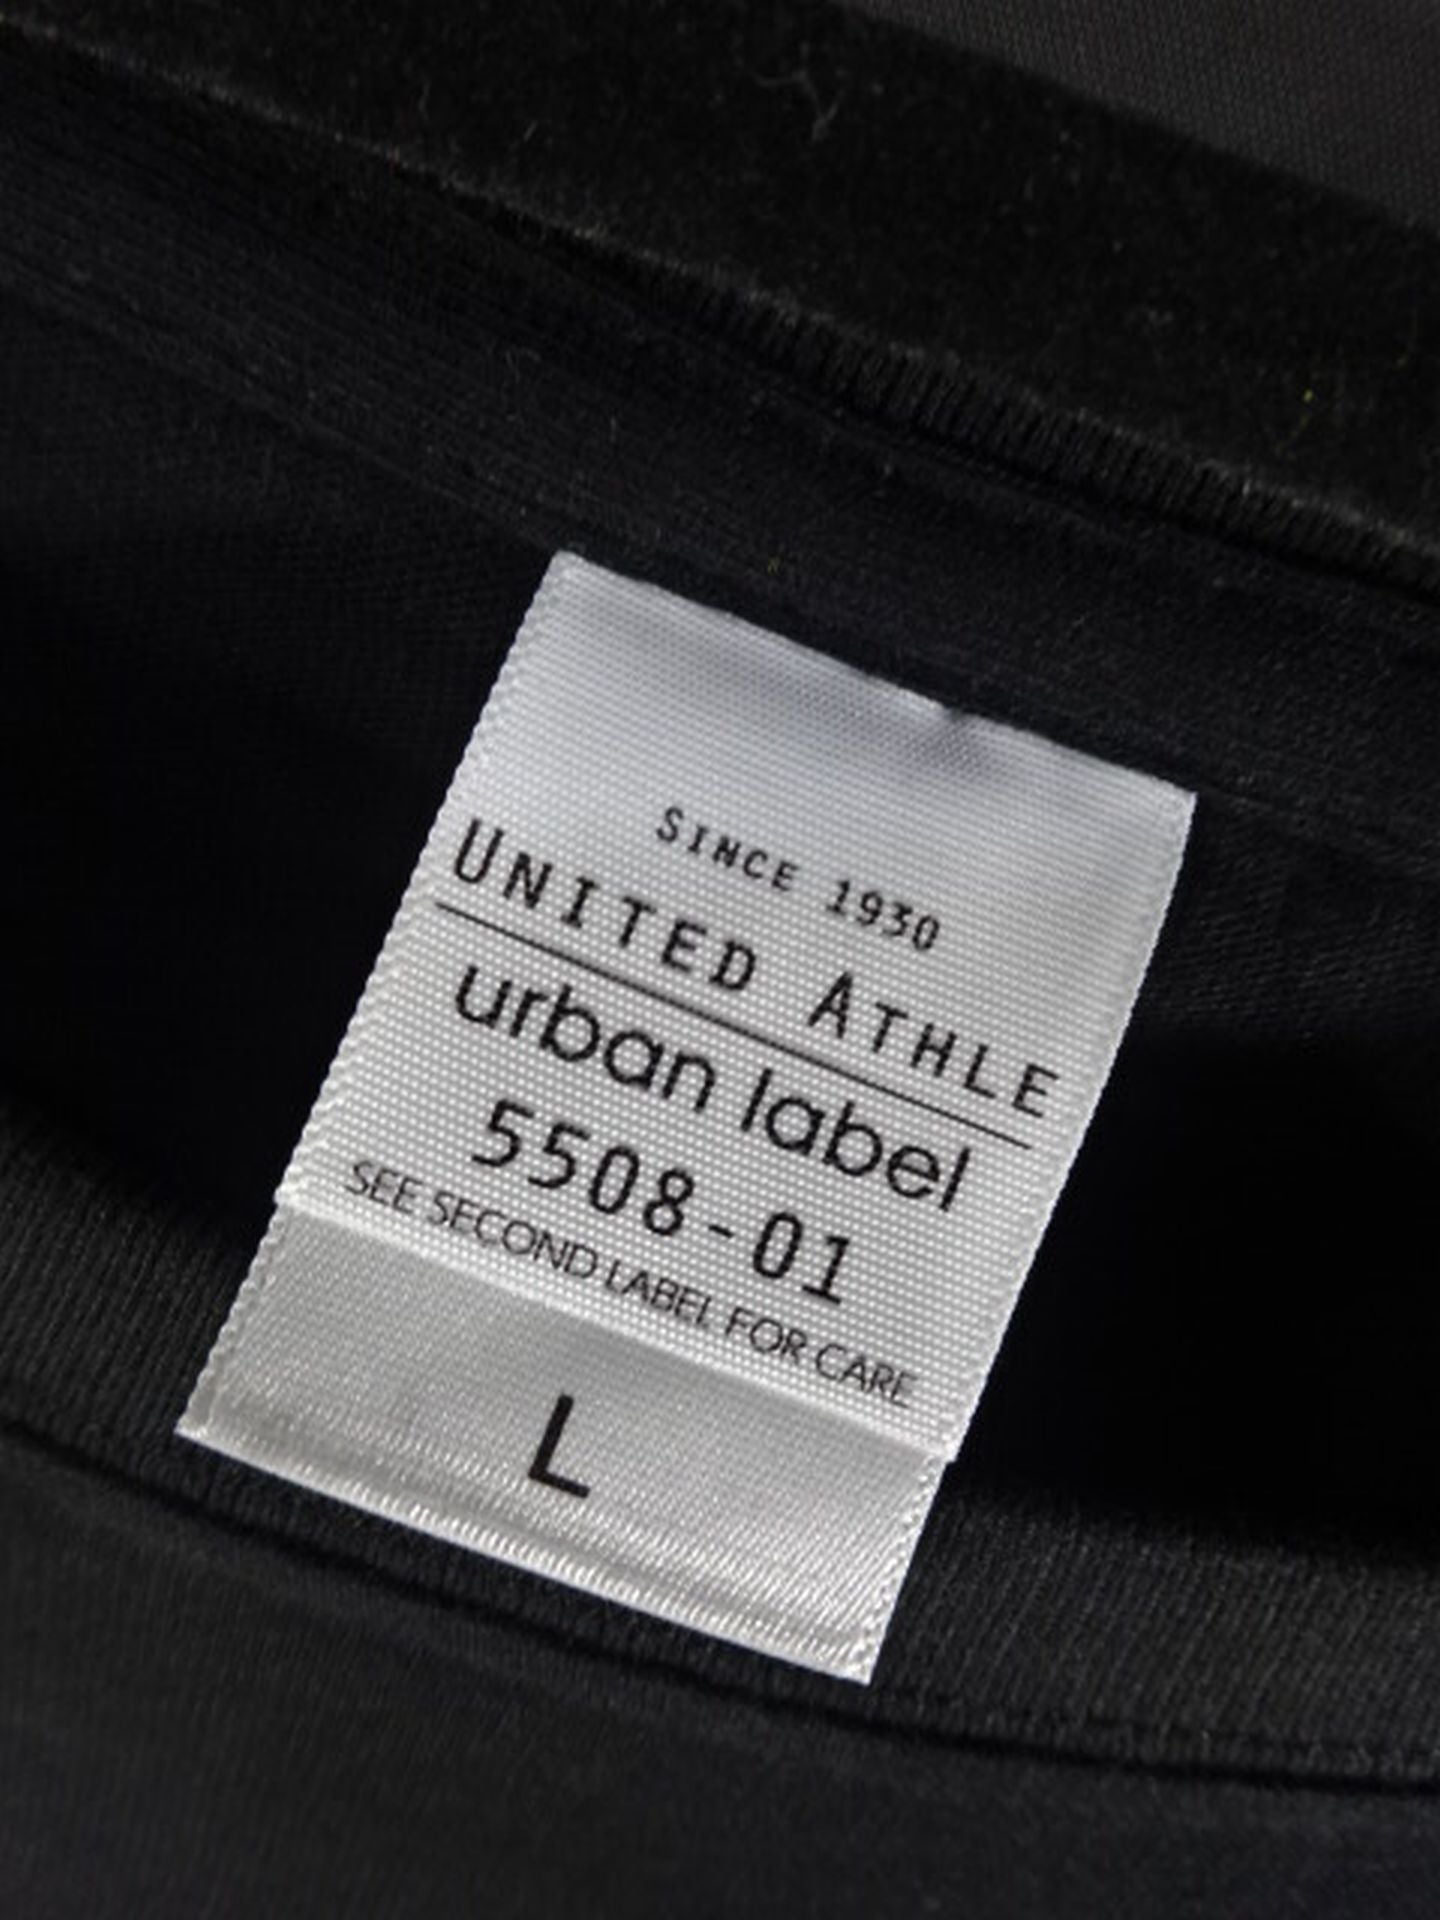 SINCE 1930
UNITED ATHLE
urban label
5508-01
SEE SECOND LABEL FOR CARE
L